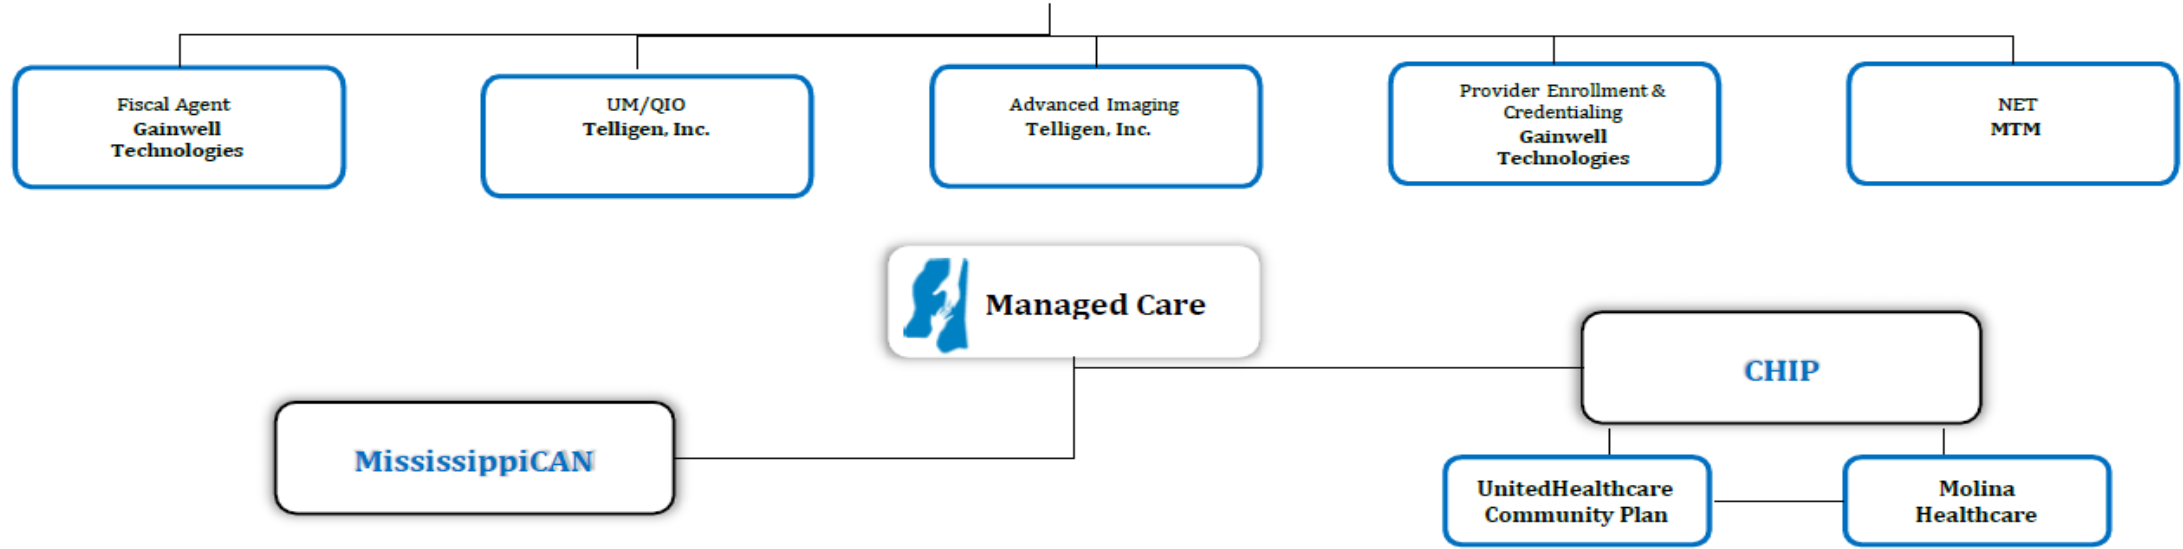 Fiscal Agent
Gainwell
Technologies
UM/QIO
Telligen, Inc.
Advanced Imaging
Telligen, Inc.
Provider Enrollment &
Credentialing
Gainwell
Technologies
NET
MTM
Managed Care
CHIP
MississippiCAN
UnitedHealthcare
Community Plan
Molina
Healthcare